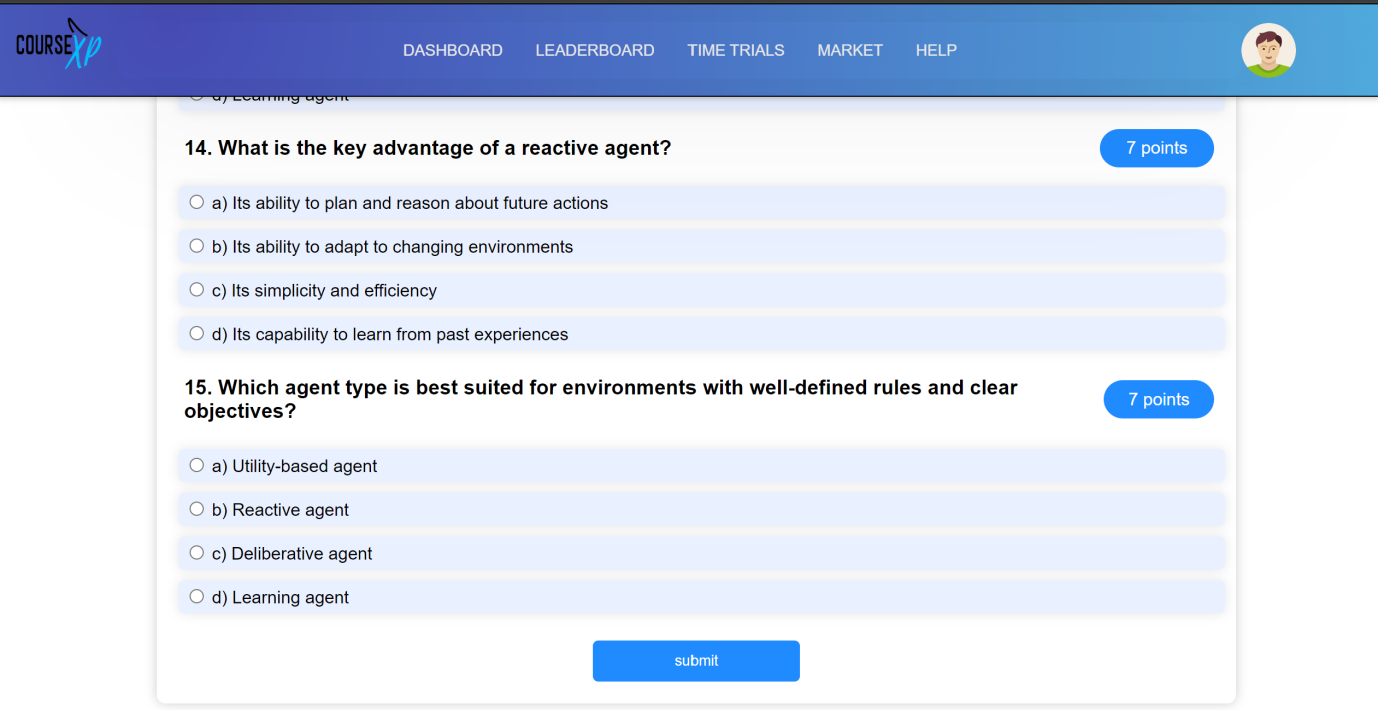 COURSE XP
DASHBOARD LEADERBOARD TIME TRIALS MARKET HELP
d) Learning agent
14. What is the key advantage of a reactive agent?
7 points
a) Its ability to plan and reason about future actions
b) Its ability to adapt to changing environments
c) Its simplicity and efficiency
d) Its capability to learn from past experiences
15. Which agent type is best suited for environments with well-defined rules and clear
objectives?
7 points
a) Utility-based agent
b) Reactive agent
c) Deliberative agent
d) Learning agent
submit